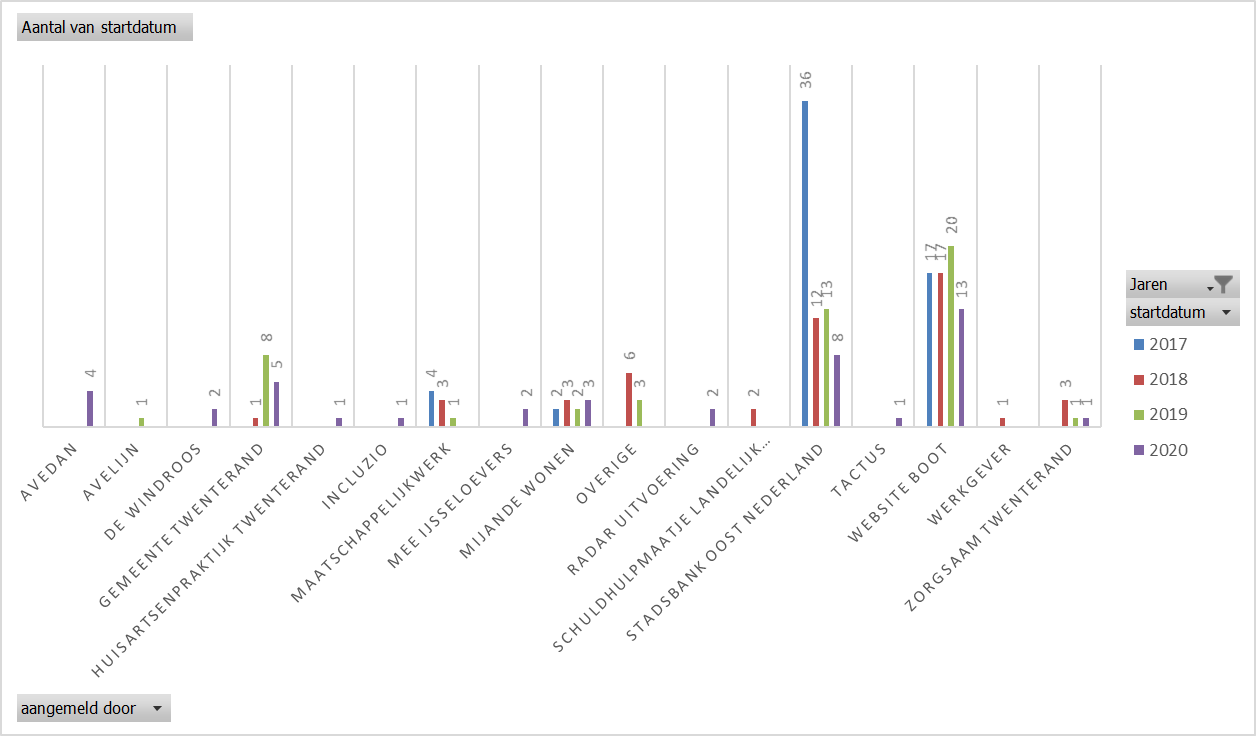 Aantal van startdatum
4
1
2
1
8
5
1
1
4
3
1
2
2
3
2
3
6
3
2
2
36
12
13
8
1
17
17
20
13
1
3
1
1
AVEDAN
AVELIJN
DE WINDROOS
GEMEENTE TWENTERAND
HUISARTSENPRAKTIJK TWENTERAND
INCLUZIO
MAATSCHAPPELIJKWERK
MEE IJSSELOEVERS
MIJANDE WONEN
OVERIGE
RADAR UITVOERING
SCHULDHULPMAATJE LANDELIJK...
STADSBANK OOST NEDERLAND
TACTUS
WEBSITE BOOT
WERKGEVER
ZORGSAAM TWENTERAND
Jaren
startdatum
2017
2018
2019
2020
aangemeld door